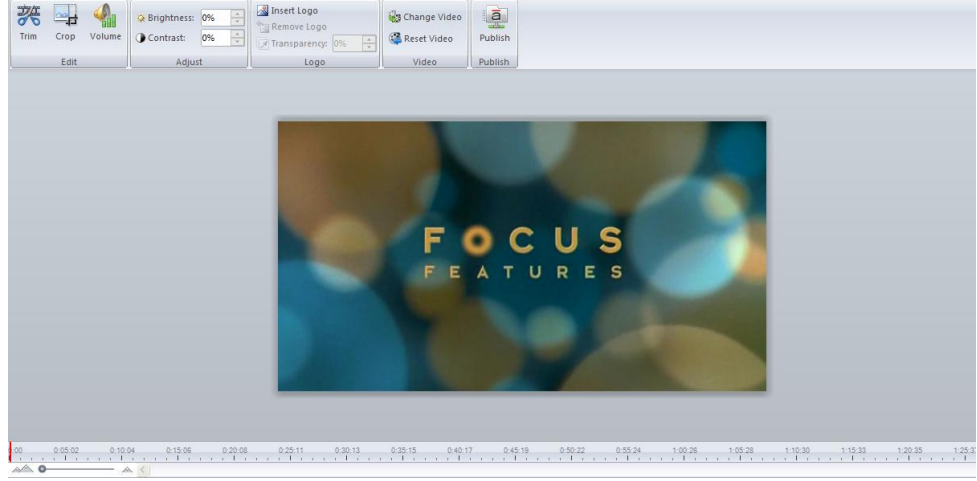 Trim Crop Volume
Edit
Brightness: 0%
Contrast: 0%
Adjust
Insert Logo
Remove Logo
Transparency: 0%
Logo
Change Video
Reset Video
Video
Publish
Publish
FOCUS
FEATURES
:00 0:05:02 0:10:04 0:15:06 0:20:08 0:25:11 0:30:13 0:35:15 0:40:17 0:45:19 0:50:22 0:55:24 1:00:26 1:05:28 1:10:30 1:15:33 1:20:35 1:25:37